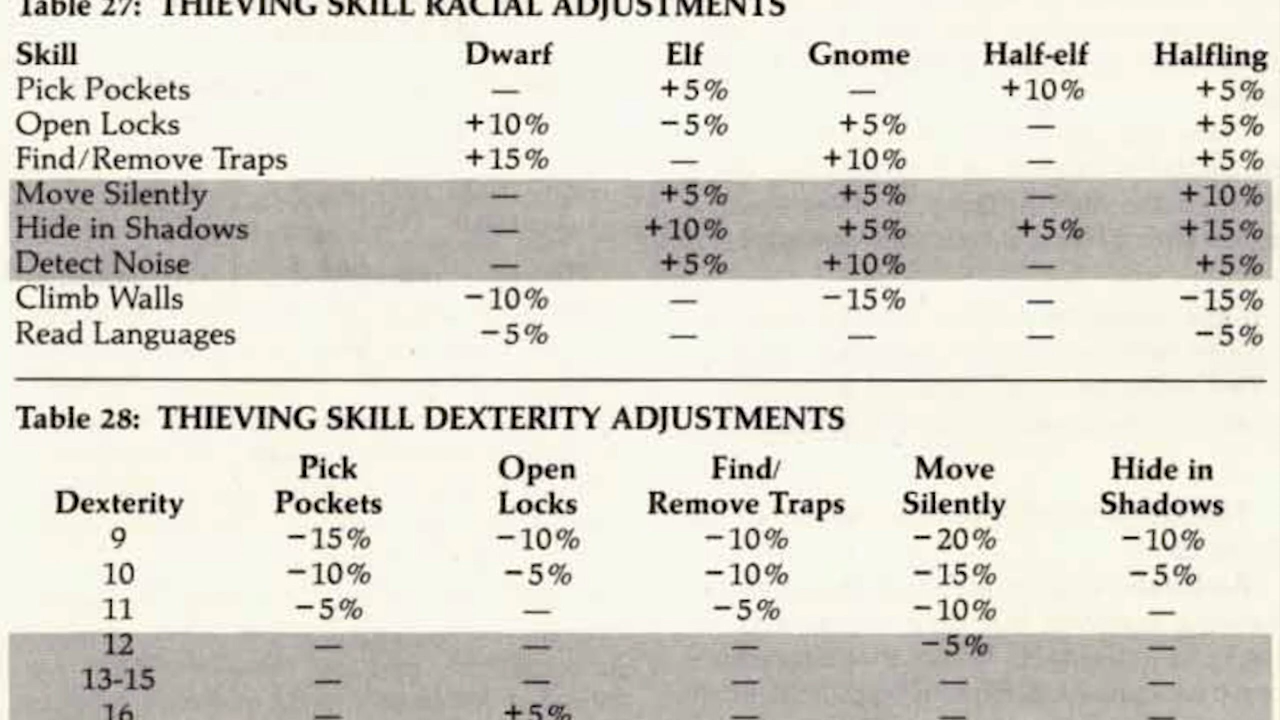 Table 27: THIEVING SKILL RACIAL ADJUSTMENTS
Skill Dwarf Elf Gnome Half-elf Halfling
Pick Pockets — +5% — +10% +5%
Open Locks +10% −5% +5% — +5%
Find/Remove Traps +15% — +10% — +5%
Move Silently — +5% +5% — +10%
Hide in Shadows — +10% +5% +5% +15%
Detect Noise — +5% +10% — +5%
Climb Walls −10% — −15% — −15%
Read Languages −5% — — — −5%
Table 28: THIEVING SKILL DEXTERITY ADJUSTMENTS
Pick Open Find/ Move Hide in
Dexterity Pockets Locks Remove Traps Silently Shadows
9 −15% −10% −10% −20% −10%
10 −10% −5% −10% −15% −5%
11 −5% — −5% −10% —
12 — — — −5% —
13-15 — — — — —
16 — +5% — — —